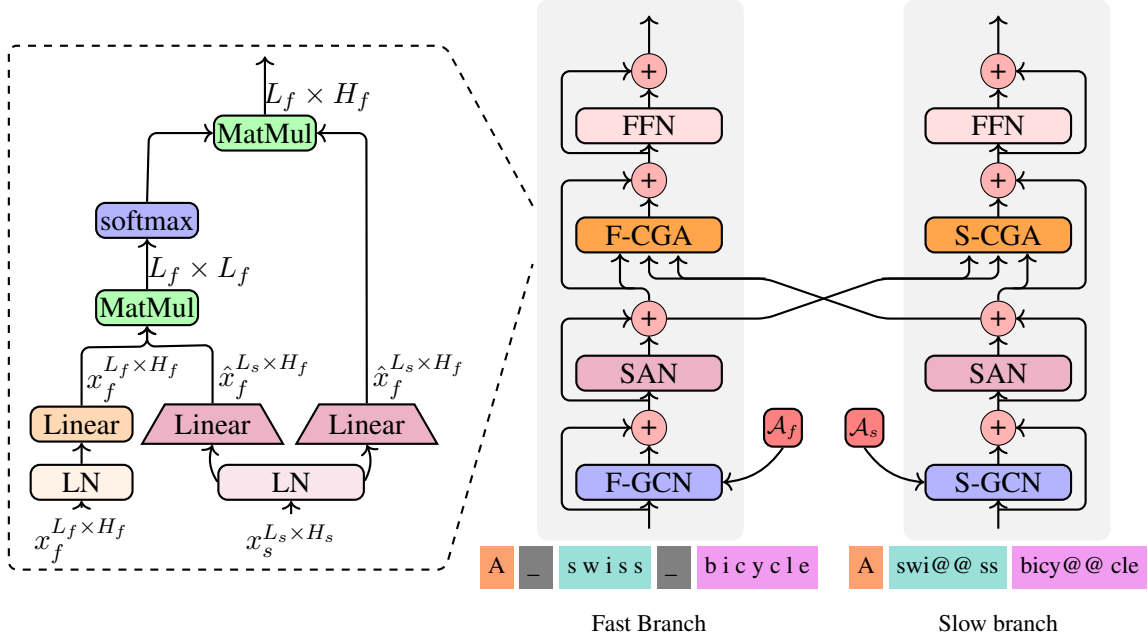 L_f × H_f
MatMul
softmax
L_f × L_f
MatMul
x_f^{L_f×H_f}
x̂_f^{L_s×H_f}
x̂_f^{L_s×H_f}
Linear
Linear
Linear
LN
LN
x_f^{L_f×H_f}
x_s^{L_s×H_s}
+
FFN
+
F-CGA
+
SAN
+
F-GCN
𝒜_f
A _ s w i s s _ b i c y c l e
Fast Branch
+
FFN
+
S-CGA
+
SAN
+
𝒜_s
S-GCN
A swi@@ ss bicy@@ cle
Slow branch